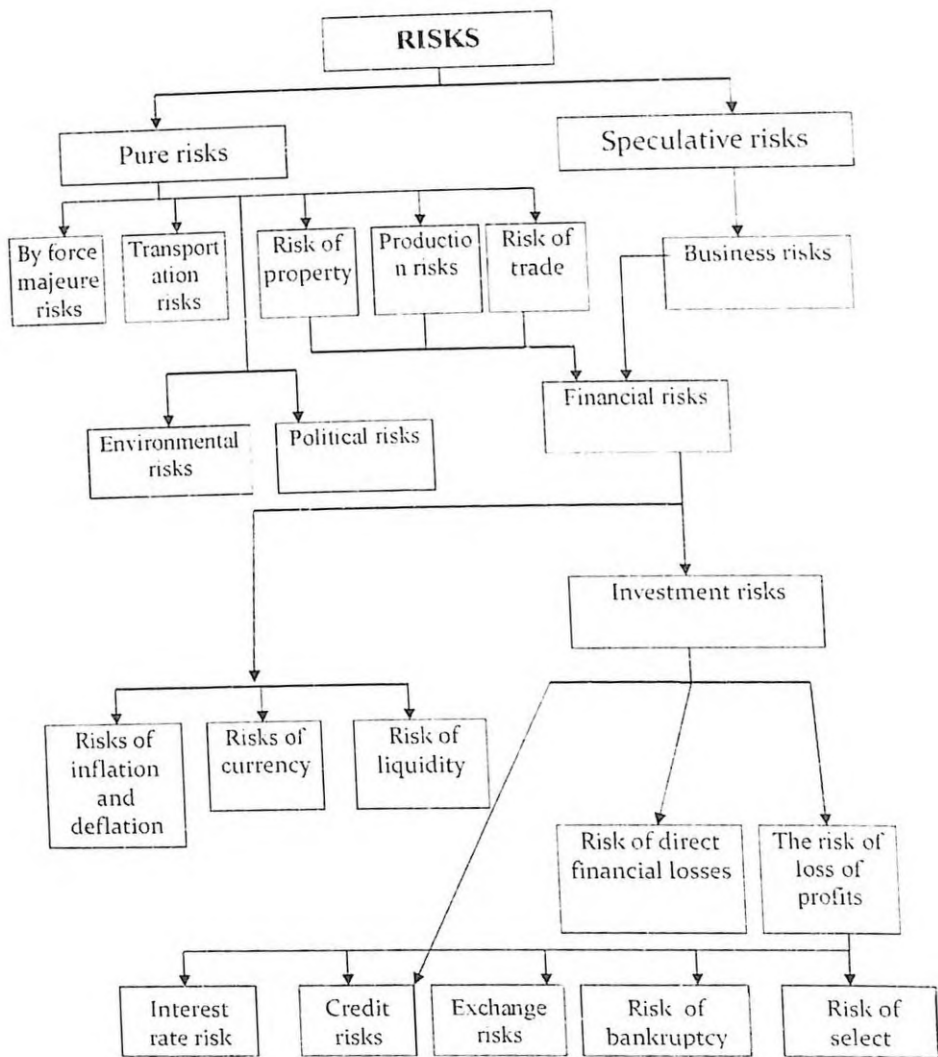 RISKS
Pure risks
Speculative risks
By force
majeure
risks
Transport
ation
risks
Risk of
property
Productio
n risks
Risk of
trade
Business risks
Financial risks
Environmental
risks
Political risks
Investment risks
Risks of
inflation
and
deflation
Risks of
currency
Risk of
liquidity
Risk of direct
financial losses
The risk of
loss of
profits
Interest
rate risk
Credit
risks
Exchange
risks
Risk of
bankruptcy
Risk of
select